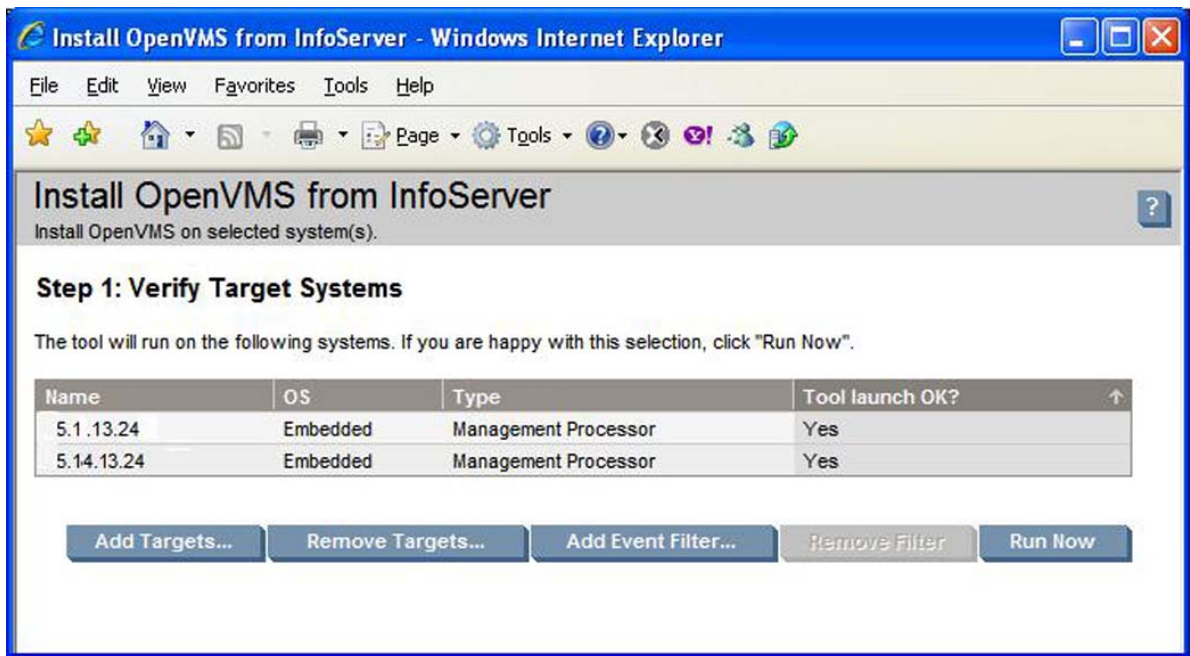 Install OpenVMS from InfoServer - Windows Internet Explorer
File Edit View Favorites Tools Help
Page Tools
Install OpenVMS from InfoServer
Install OpenVMS on selected system(s).
?
Step 1: Verify Target Systems
The tool will run on the following systems. If you are happy with this selection, click "Run Now".
Name OS Type Tool launch OK?
5.1 .13.24 Embedded Management Processor Yes
5.14.13.24 Embedded Management Processor Yes
Add Targets... Remove Targets... Add Event Filter... Remove Filter Run Now